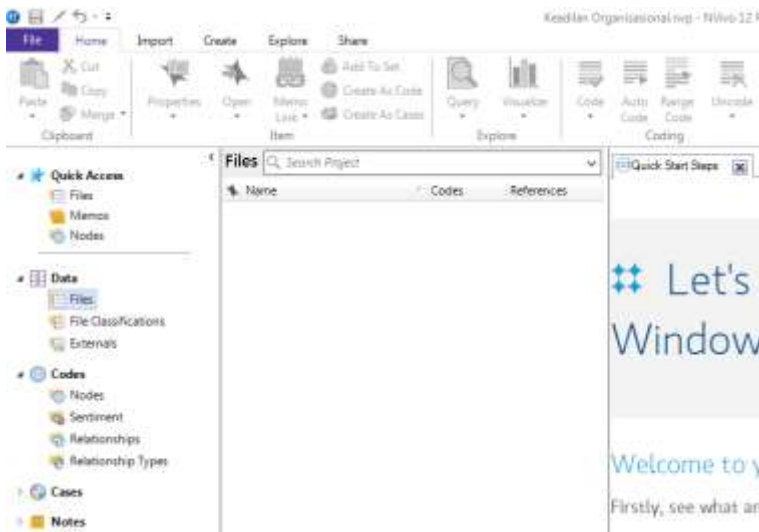 Keadilan Organisasional.nvp - NVivo 12
File Home Import Create Explore Share
Cut
Copy
Merge
Paste
Clipboard
Properties
Open
Memo Link
Add To Set
Create As Code
Create As Cases
Item
Query
Visualize
Explore
Code
Auto Code
Range Code
Uncode
Coding
Quick Access
Files
Memos
Nodes
Data
Files
File Classifications
Externals
Codes
Nodes
Sentiment
Relationships
Relationship Types
Cases
Notes
Files Search Project
Name Codes References
Quick Start Steps
Let's
Window
Welcome to y
Firstly, see what ar